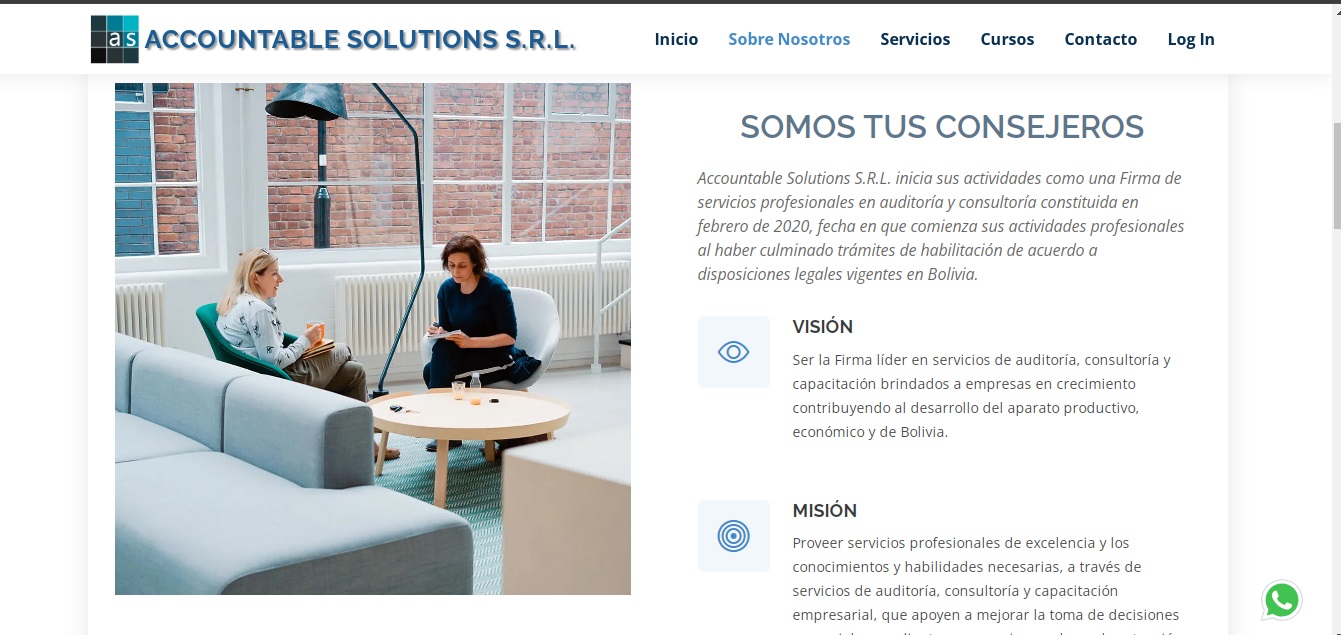 as ACCOUNTABLE SOLUTIONS S.R.L.
Inicio Sobre Nosotros Servicios Cursos Contacto Log In
SOMOS TUS CONSEJEROS
Accountable Solutions S.R.L. inicia sus actividades como una Firma de
servicios profesionales en auditoría y consultoría constituida en
febrero de 2020, fecha en que comienza sus actividades profesionales
al haber culminado trámites de habilitación de acuerdo a
disposiciones legales vigentes en Bolivia.
VISIÓN
Ser la Firma líder en servicios de auditoría, consultoría y
capacitación brindados a empresas en crecimiento
contribuyendo al desarrollo del aparato productivo,
económico y de Bolivia.
MISIÓN
Proveer servicios profesionales de excelencia y los
conocimientos y habilidades necesarias, a través de
servicios de auditoría, consultoría y capacitación
empresarial, que apoyen a mejorar la toma de decisiones